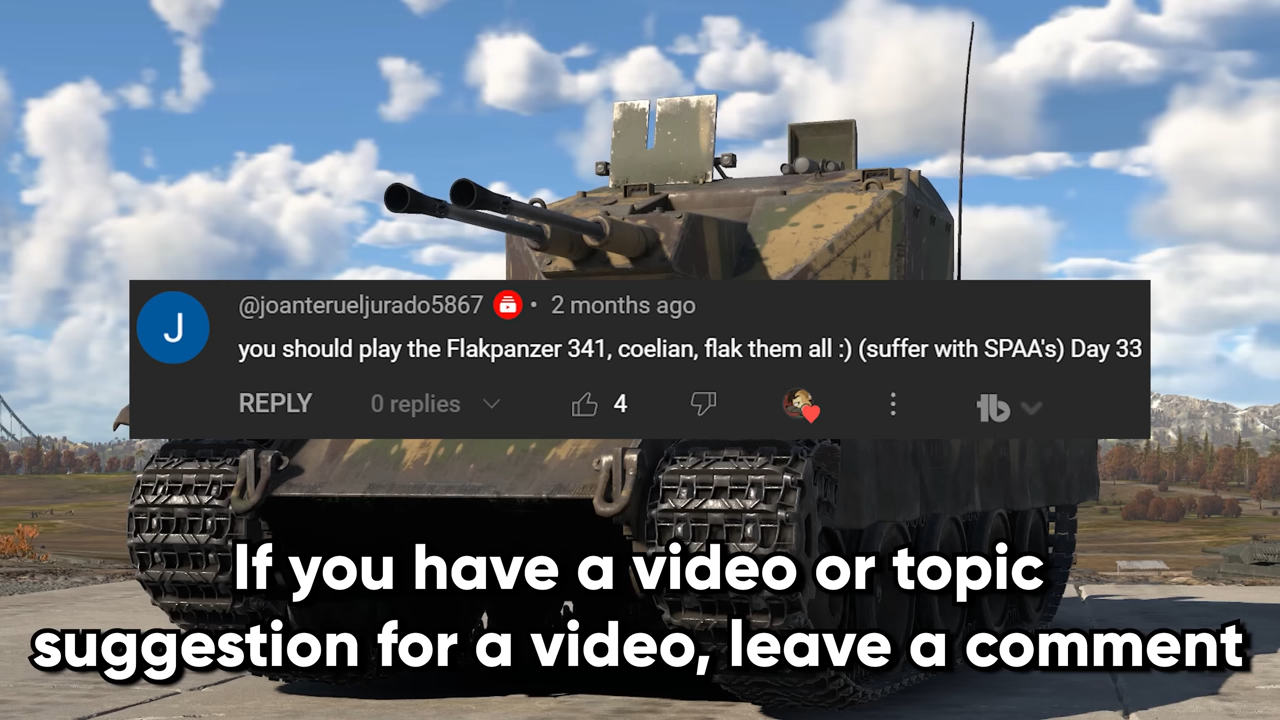 @joanterueljurado5867 • 2 months ago
J
you should play the Flakpanzer 341, coelian, flak them all :) (suffer with SPAA's) Day 33
REPLY 0 replies 4
tb
If you have a video or topic
suggestion for a video, leave a comment